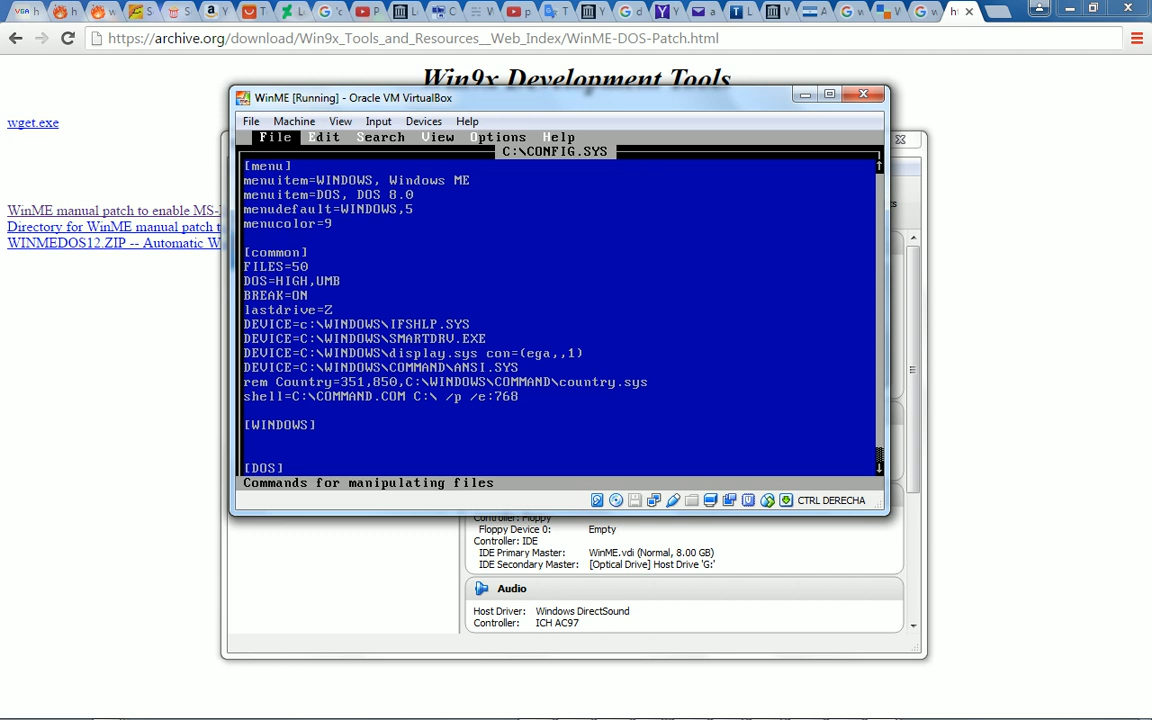 https://archive.org/download/Win9x_Tools_and_Resources__Web_Index/WinME-DOS-Patch.html
Win9x Development Tools
wget.exe
WinME manual patch to enable MS-
Directory for WinME manual patch t
WINMEDOS12.ZIP -- Automatic W
WinME [Running] - Oracle VM VirtualBox
File Machine View Input Devices Help
File Edit Search View Options Help
C:\CONFIG.SYS
[menu]
menuitem=WINDOWS, Windows ME
menuitem=DOS, DOS 8.0
menudefault=WINDOWS,5
menucolor=9
[common]
FILES=50
DOS=HIGH,UMB
BREAK=ON
lastdrive=Z
DEVICE=c:\WINDOWS\IFSHLP.SYS
DEVICE=C:\WINDOWS\SMARTDRV.EXE
DEVICE=C:\WINDOWS\display.sys con=(ega,,1)
DEVICE=C:\WINDOWS\COMMAND\ANSI.SYS
rem Country=351,850,C:\WINDOWS\COMMAND\country.sys
shell=C:\COMMAND.COM C:\ /p /e:768
[WINDOWS]
[DOS]
Commands for manipulating files
CTRL DERECHA
Controller: Floppy
Floppy Device 0: Empty
Controller: IDE
IDE Primary Master: WinME.vdi (Normal, 8.00 GB)
IDE Secondary Master: [Optical Drive] Host Drive 'G:'
Audio
Host Driver: Windows DirectSound
Controller: ICH AC97